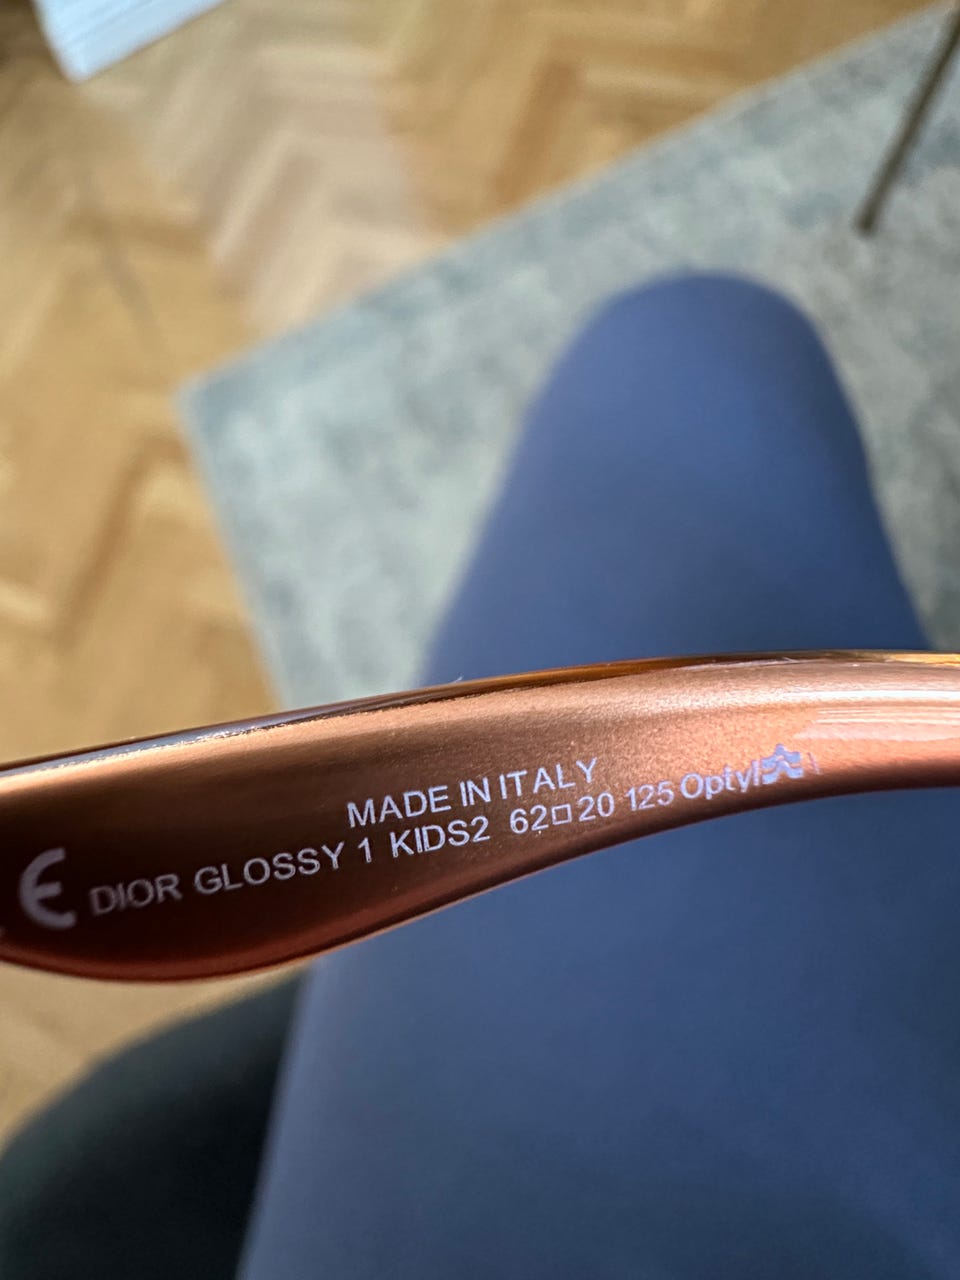 MADE IN ITALY
CE DIOR GLOSSY 1 KIDS2 62□20 125 Optyl